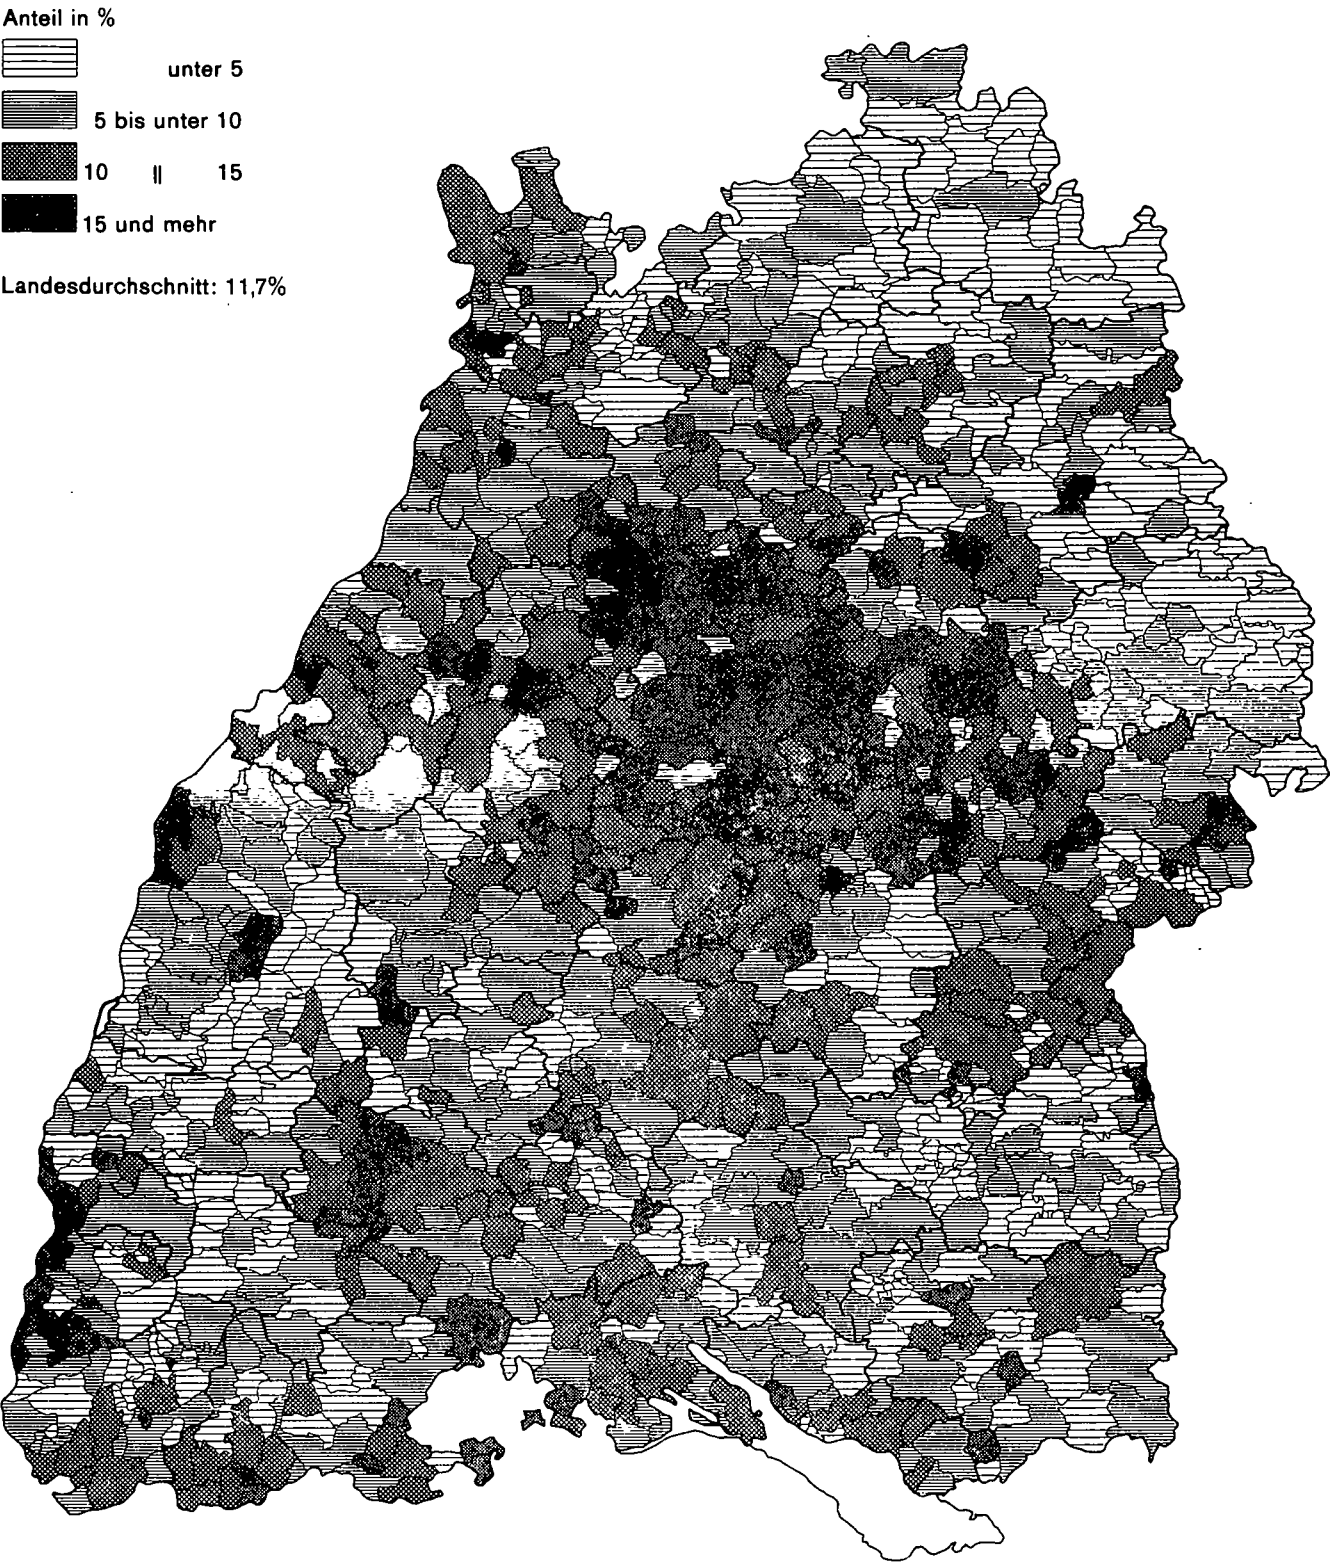 Anteil in %
unter 5
5 bis unter 10
10 || 15
15 und mehr
Landesdurchschnitt: 11,7%